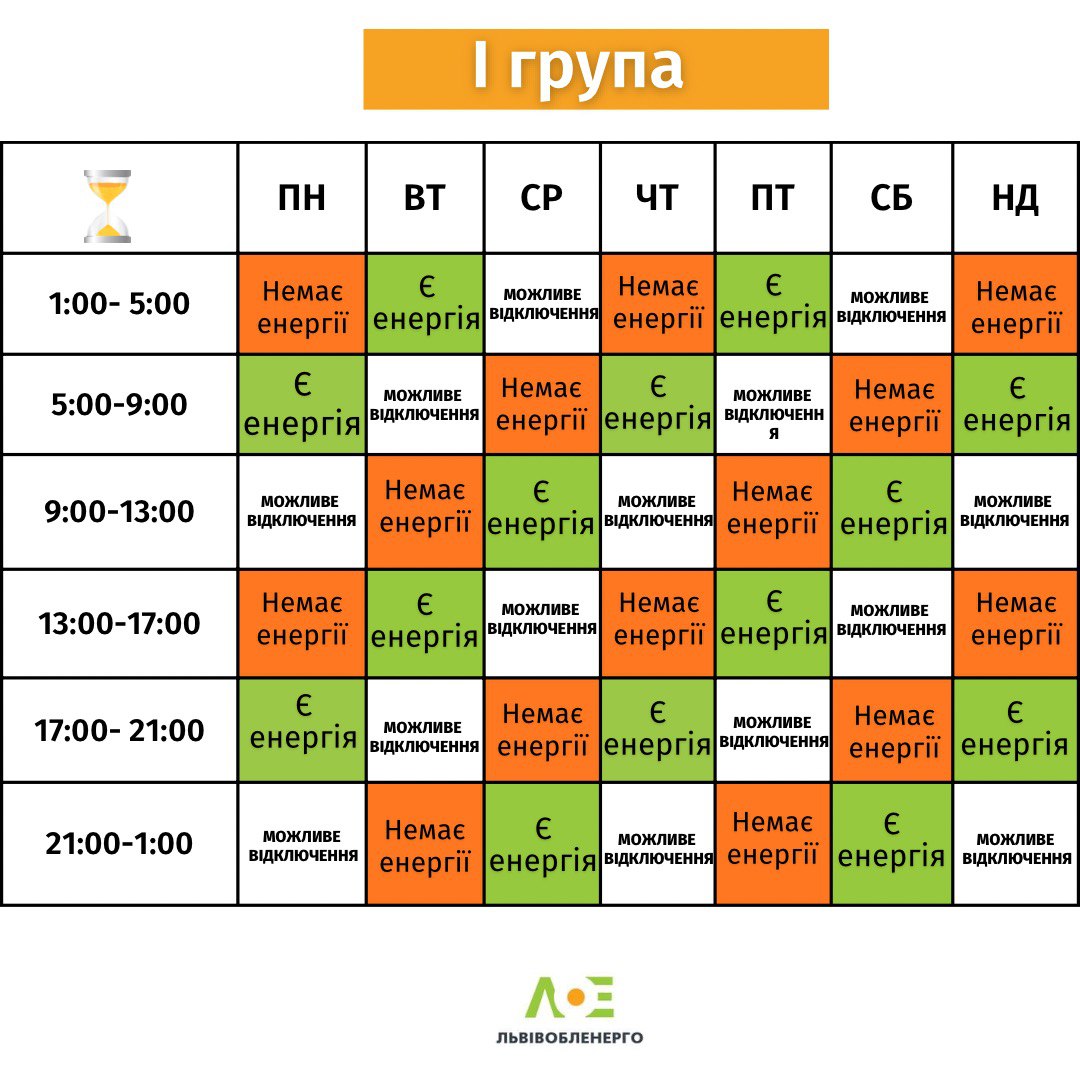 І група
ПН ВТ СР ЧТ ПТ СБ НД
1:00- 5:00
Немає
енергії
Є
енергія
МОЖЛИВЕ
ВІДКЛЮЧЕННЯ
Немає
енергії
Є
енергія
МОЖЛИВЕ
ВІДКЛЮЧЕННЯ
Немає
енергії
5:00-9:00
Є
енергія
МОЖЛИВЕ
ВІДКЛЮЧЕННЯ
Немає
енергії
Є
енергія
МОЖЛИВЕ
ВІДКЛЮЧЕНН
Я
Немає
енергії
Є
енергія
9:00-13:00
МОЖЛИВЕ
ВІДКЛЮЧЕННЯ
Немає
енергії
Є
енергія
МОЖЛИВЕ
ВІДКЛЮЧЕННЯ
Немає
енергії
Є
енергія
МОЖЛИВЕ
ВІДКЛЮЧЕННЯ
13:00-17:00
Немає
енергії
Є
енергія
МОЖЛИВЕ
ВІДКЛЮЧЕННЯ
Немає
енергії
Є
енергія
МОЖЛИВЕ
ВІДКЛЮЧЕННЯ
Немає
енергії
17:00- 21:00
Є
енергія
МОЖЛИВЕ
ВІДКЛЮЧЕННЯ
Немає
енергії
Є
енергія
МОЖЛИВЕ
ВІДКЛЮЧЕННЯ
Немає
енергії
Є
енергія
21:00-1:00
МОЖЛИВЕ
ВІДКЛЮЧЕННЯ
Немає
енергії
Є
енергія
МОЖЛИВЕ
ВІДКЛЮЧЕННЯ
Немає
енергії
Є
енергія
МОЖЛИВЕ
ВІДКЛЮЧЕННЯ
ЛОЕ
ЛЬВІВОБЛЕНЕРГО